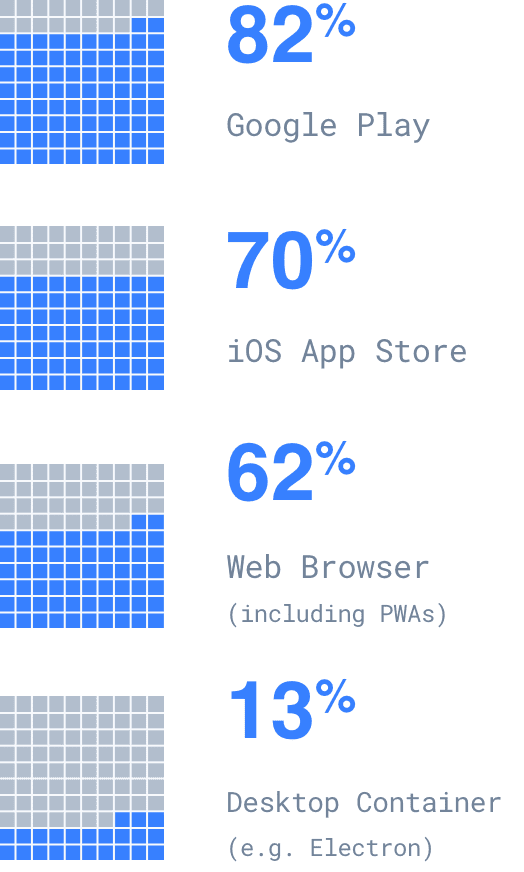 82%
Google Play
70%
iOS App Store
62%
Web Browser
(including PWAs)
13%
Desktop Container
(e.g. Electron)